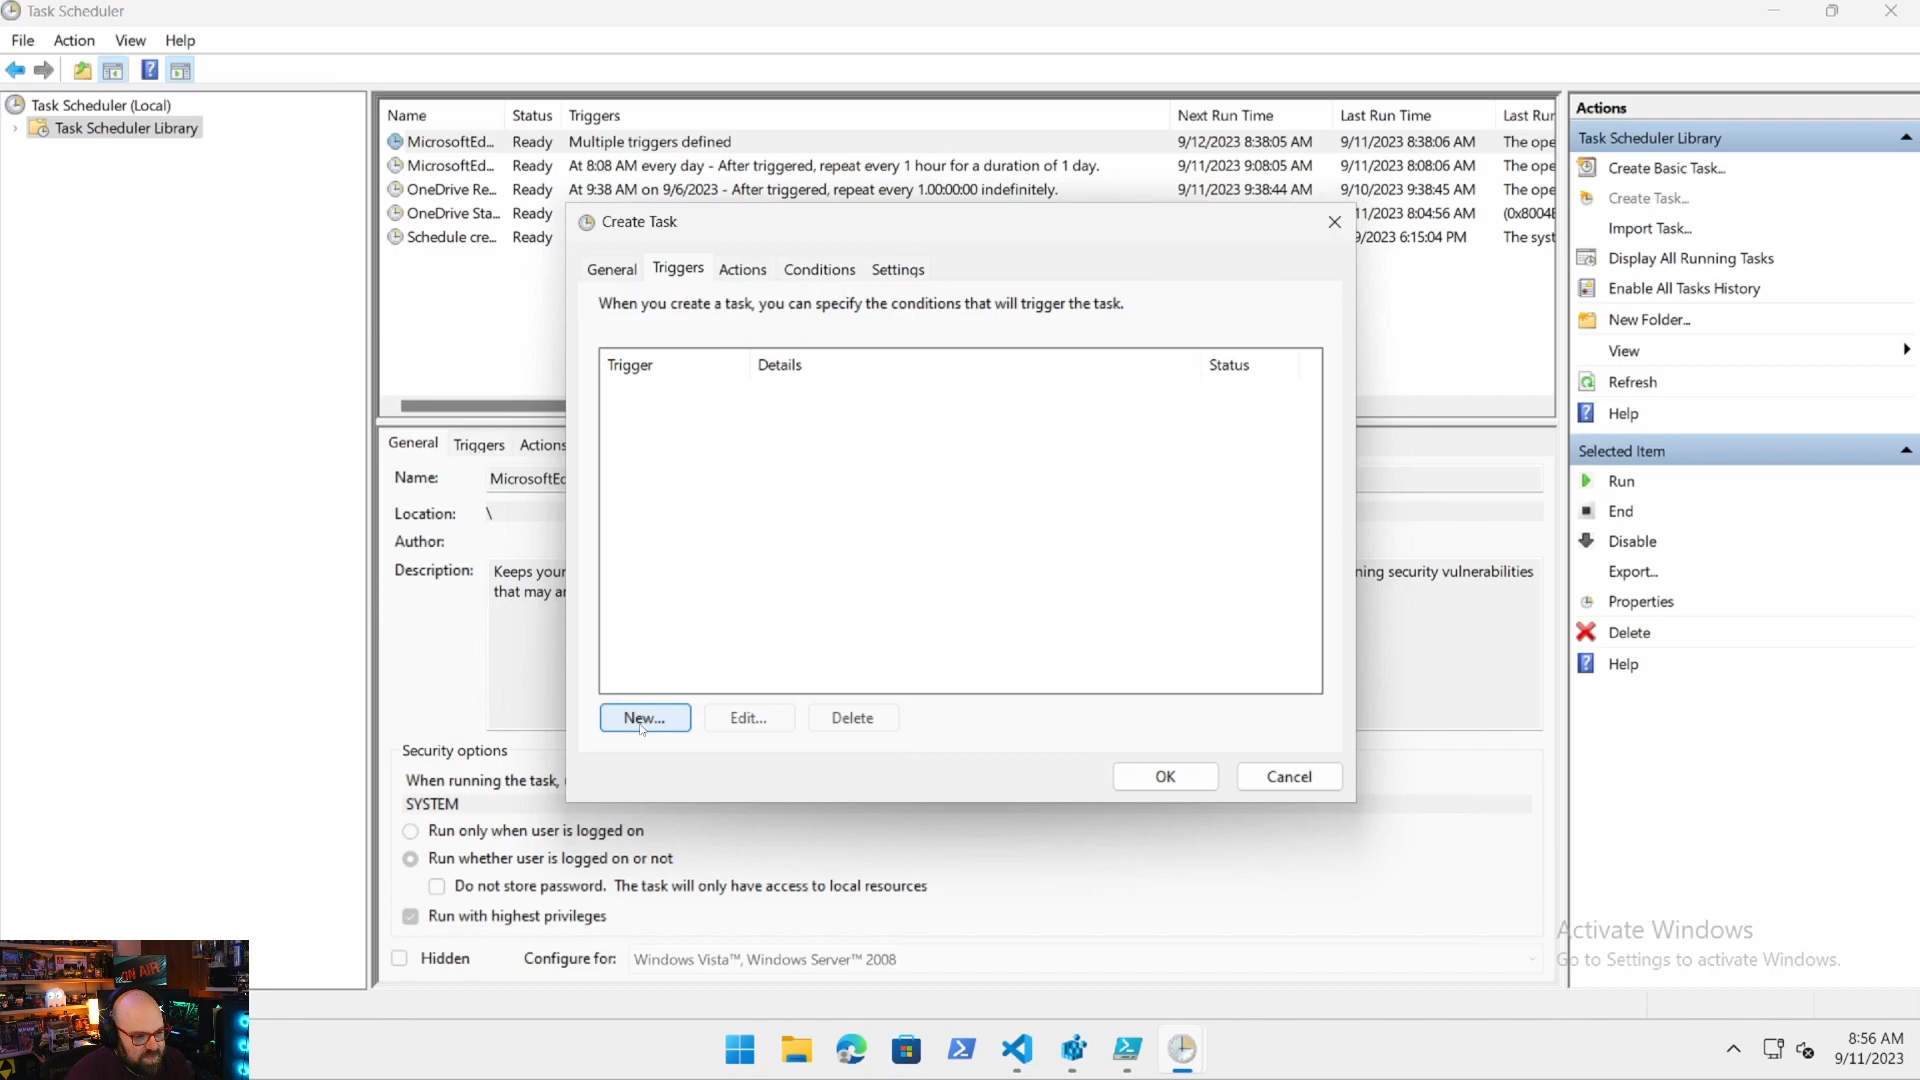 Task Scheduler
File Action View Help
Task Scheduler (Local)
Task Scheduler Library
Name Status Triggers Next Run Time Last Run Time Last Run
MicrosoftEd... Ready Multiple triggers defined 9/12/2023 8:38:05 AM 9/11/2023 8:38:06 AM The ope
MicrosoftEd... Ready At 8:08 AM every day - After triggered, repeat every 1 hour for a duration of 1 day. 9/11/2023 9:08:05 AM 9/11/2023 8:08:06 AM The ope
OneDrive Re... Ready At 9:38 AM on 9/6/2023 - After triggered, repeat every 1.00:00:00 indefinitely. 9/11/2023 9:38:44 AM 9/10/2023 9:38:45 AM The ope
OneDrive Sta... Ready 11/2023 8:04:56 AM (0x8004E
Schedule cre... Ready 9/2023 6:15:04 PM The syst
Create Task
General Triggers Actions Conditions Settings
When you create a task, you can specify the conditions that will trigger the task.
Trigger Details Status
New... Edit... Delete
OK Cancel
General Triggers Actions
Name: MicrosoftEd
Location: \
Author:
Description: Keeps your ning security vulnerabilities
that may ar
Security options
When running the task,
SYSTEM
Run only when user is logged on
Run whether user is logged on or not
Do not store password. The task will only have access to local resources
Run with highest privileges
Hidden Configure for: Windows Vista™, Windows Server™ 2008
Actions
Task Scheduler Library
Create Basic Task...
Create Task...
Import Task...
Display All Running Tasks
Enable All Tasks History
New Folder...
View
Refresh
Help
Selected Item
Run
End
Disable
Export...
Properties
Delete
Help
Activate Windows
Go to Settings to activate Windows.
ON AIR
8:56 AM
9/11/2023